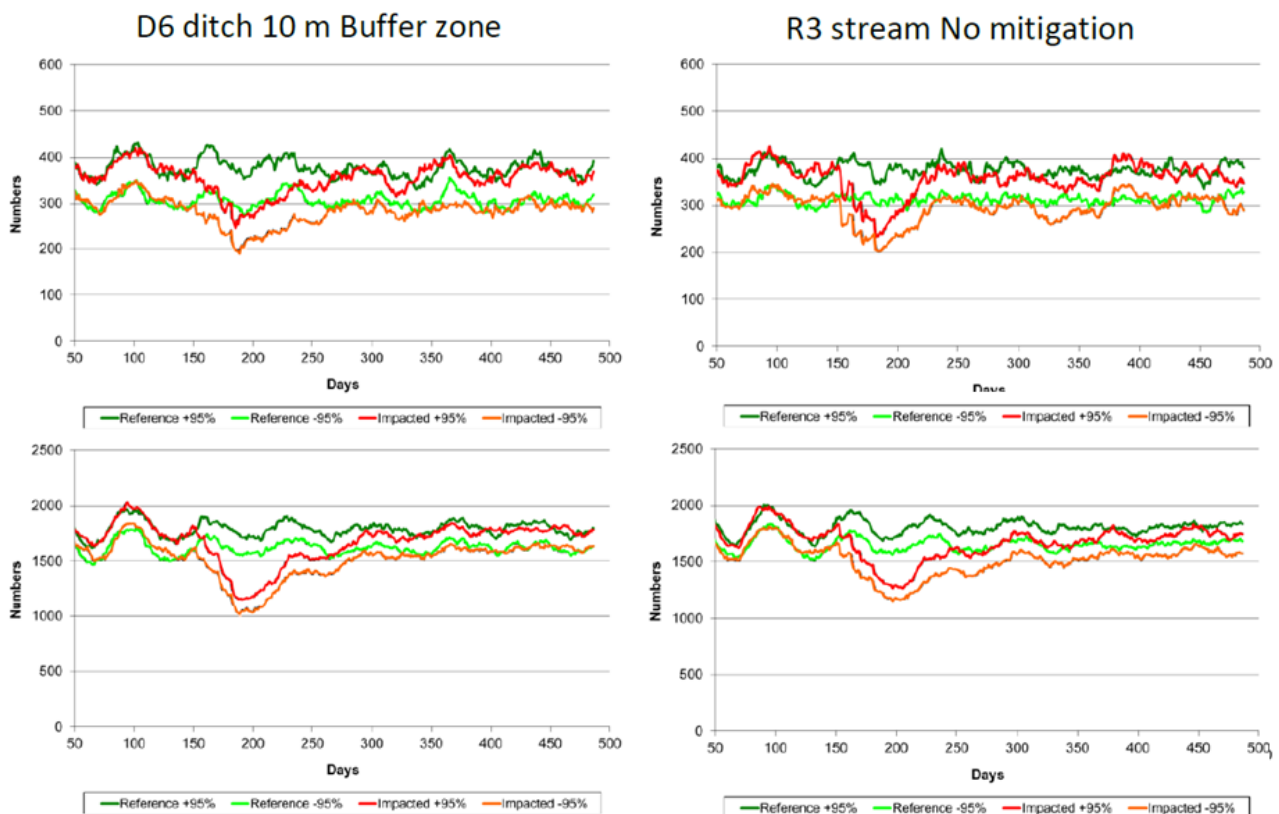 D6 ditch 10 m Buffer zone
R3 stream No mitigation
600
500
400
300
200
100
0
Numbers
50 100 150 200 250 300 350 400 450 500
Days
Reference +95% Reference -95% Impacted +95% Impacted -95%
600
500
400
300
200
100
0
Numbers
50 100 150 200 250 300 350 400 450 500
Days
Reference +95% Reference -95% Impacted +95% Impacted -95%
2500
2000
1500
1000
500
0
Numbers
50 100 150 200 250 300 350 400 450 500
Days
Reference +95% Reference -95% Impacted +95% Impacted -95%
2500
2000
1500
1000
500
0
Numbers
50 100 150 200 250 300 350 400 450 500
Days
Reference +95% Reference -95% Impacted +95% Impacted -95%